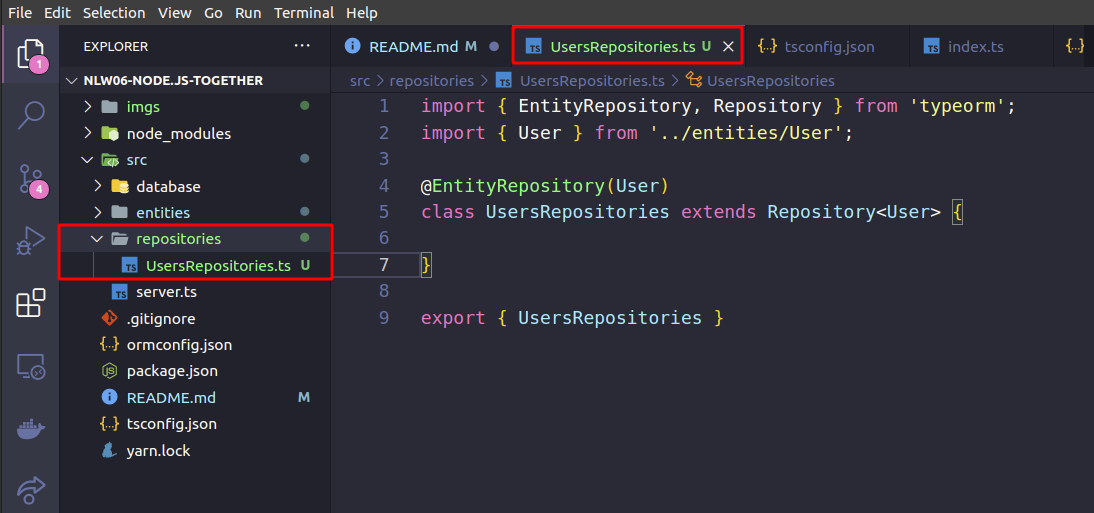 File Edit Selection View Go Run Terminal Help
EXPLORER ···
README.md M
TS UsersRepositories.ts U
{··} tsconfig.json
TS index.ts
{··}
1
NLW06-NODE.JS-TOGETHER
src > repositories > TS UsersRepositories.ts > UsersRepositories
imgs
node_modules
src
database
4
entities
repositories
TS UsersRepositories.ts U
TS server.ts
.gitignore
{··} ormconfig.json
JS package.json
README.md M
{··} tsconfig.json
yarn.lock
1 import { EntityRepository, Repository } from 'typeorm';
2 import { User } from '../entities/User';
3
4 @EntityRepository(User)
5 class UsersRepositories extends Repository<User> {
6
7 }
8
9 export { UsersRepositories }